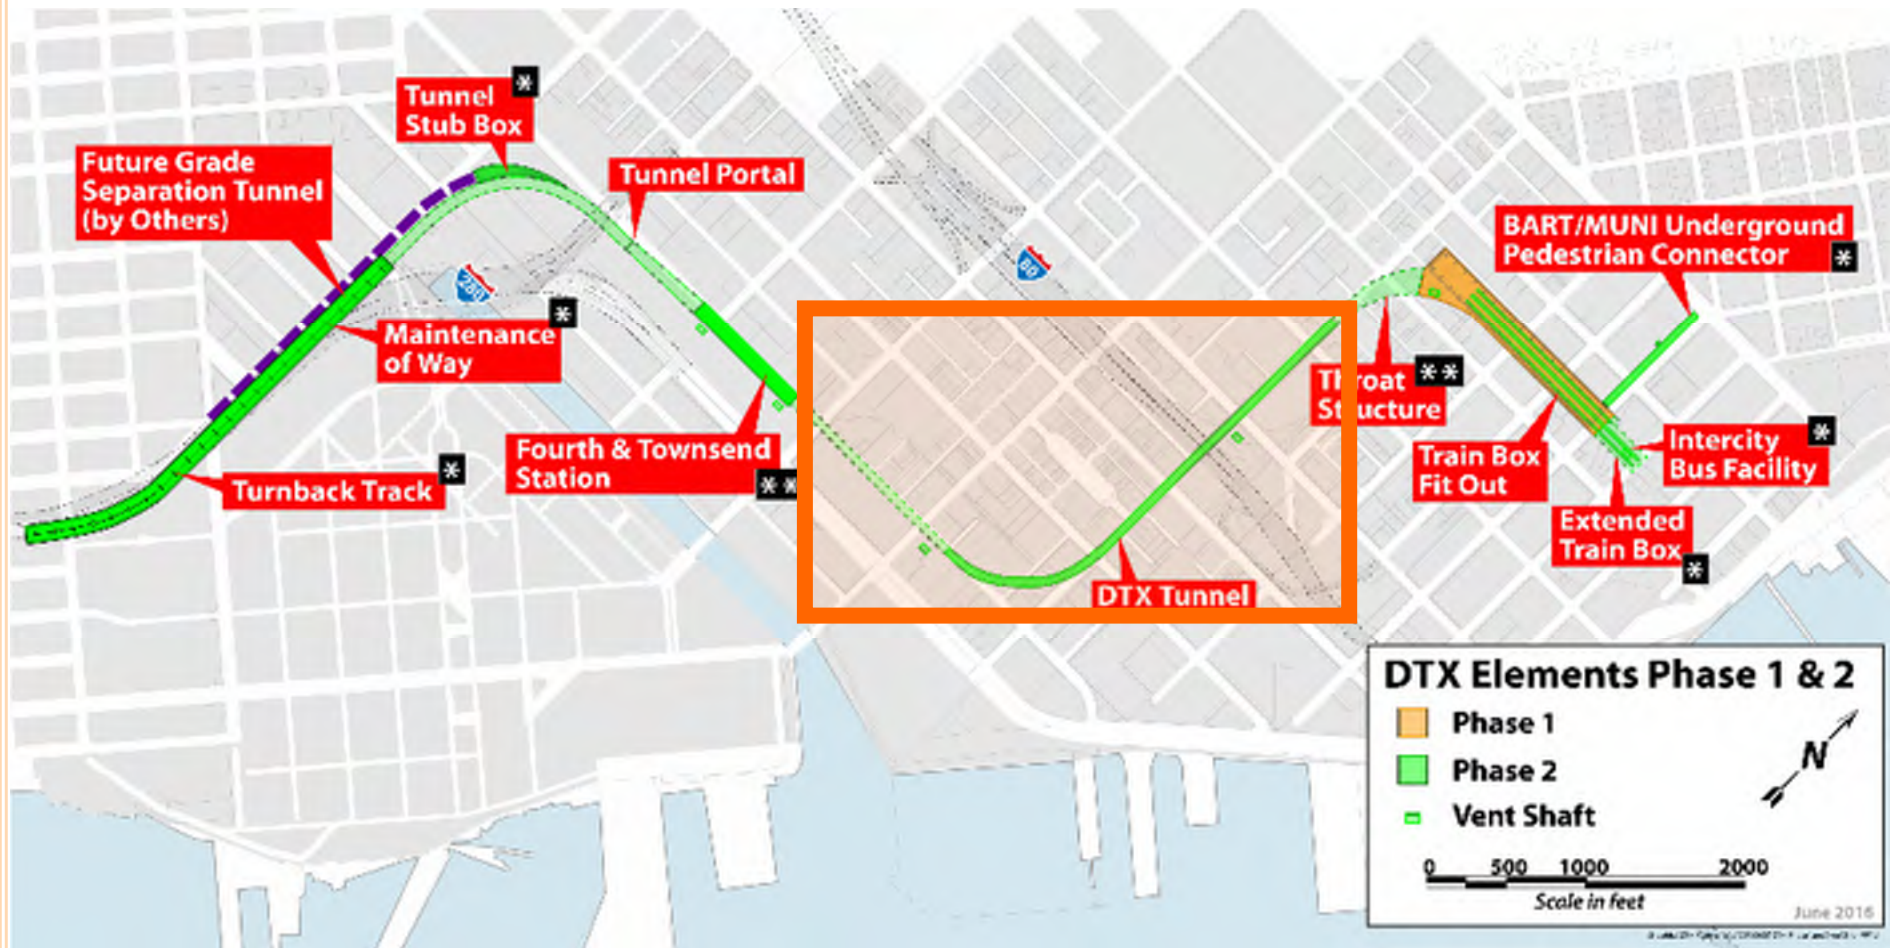 Tunnel
Stub Box
*
Future Grade
Separation Tunnel
(by Others)
Tunnel Portal
BART/MUNI Underground
Pedestrian Connector
*
280
80
Maintenance
of Way
*
Throat
Structure
**
Fourth & Townsend
Station
**
Turnback Track
*
Train Box
Fit Out
Intercity
Bus Facility
*
Extended
Train Box
*
DTX Tunnel
DTX Elements Phase 1 & 2
Phase 1
Phase 2
Vent Shaft
N
0 500 1000 2000
Scale in feet
June 2016